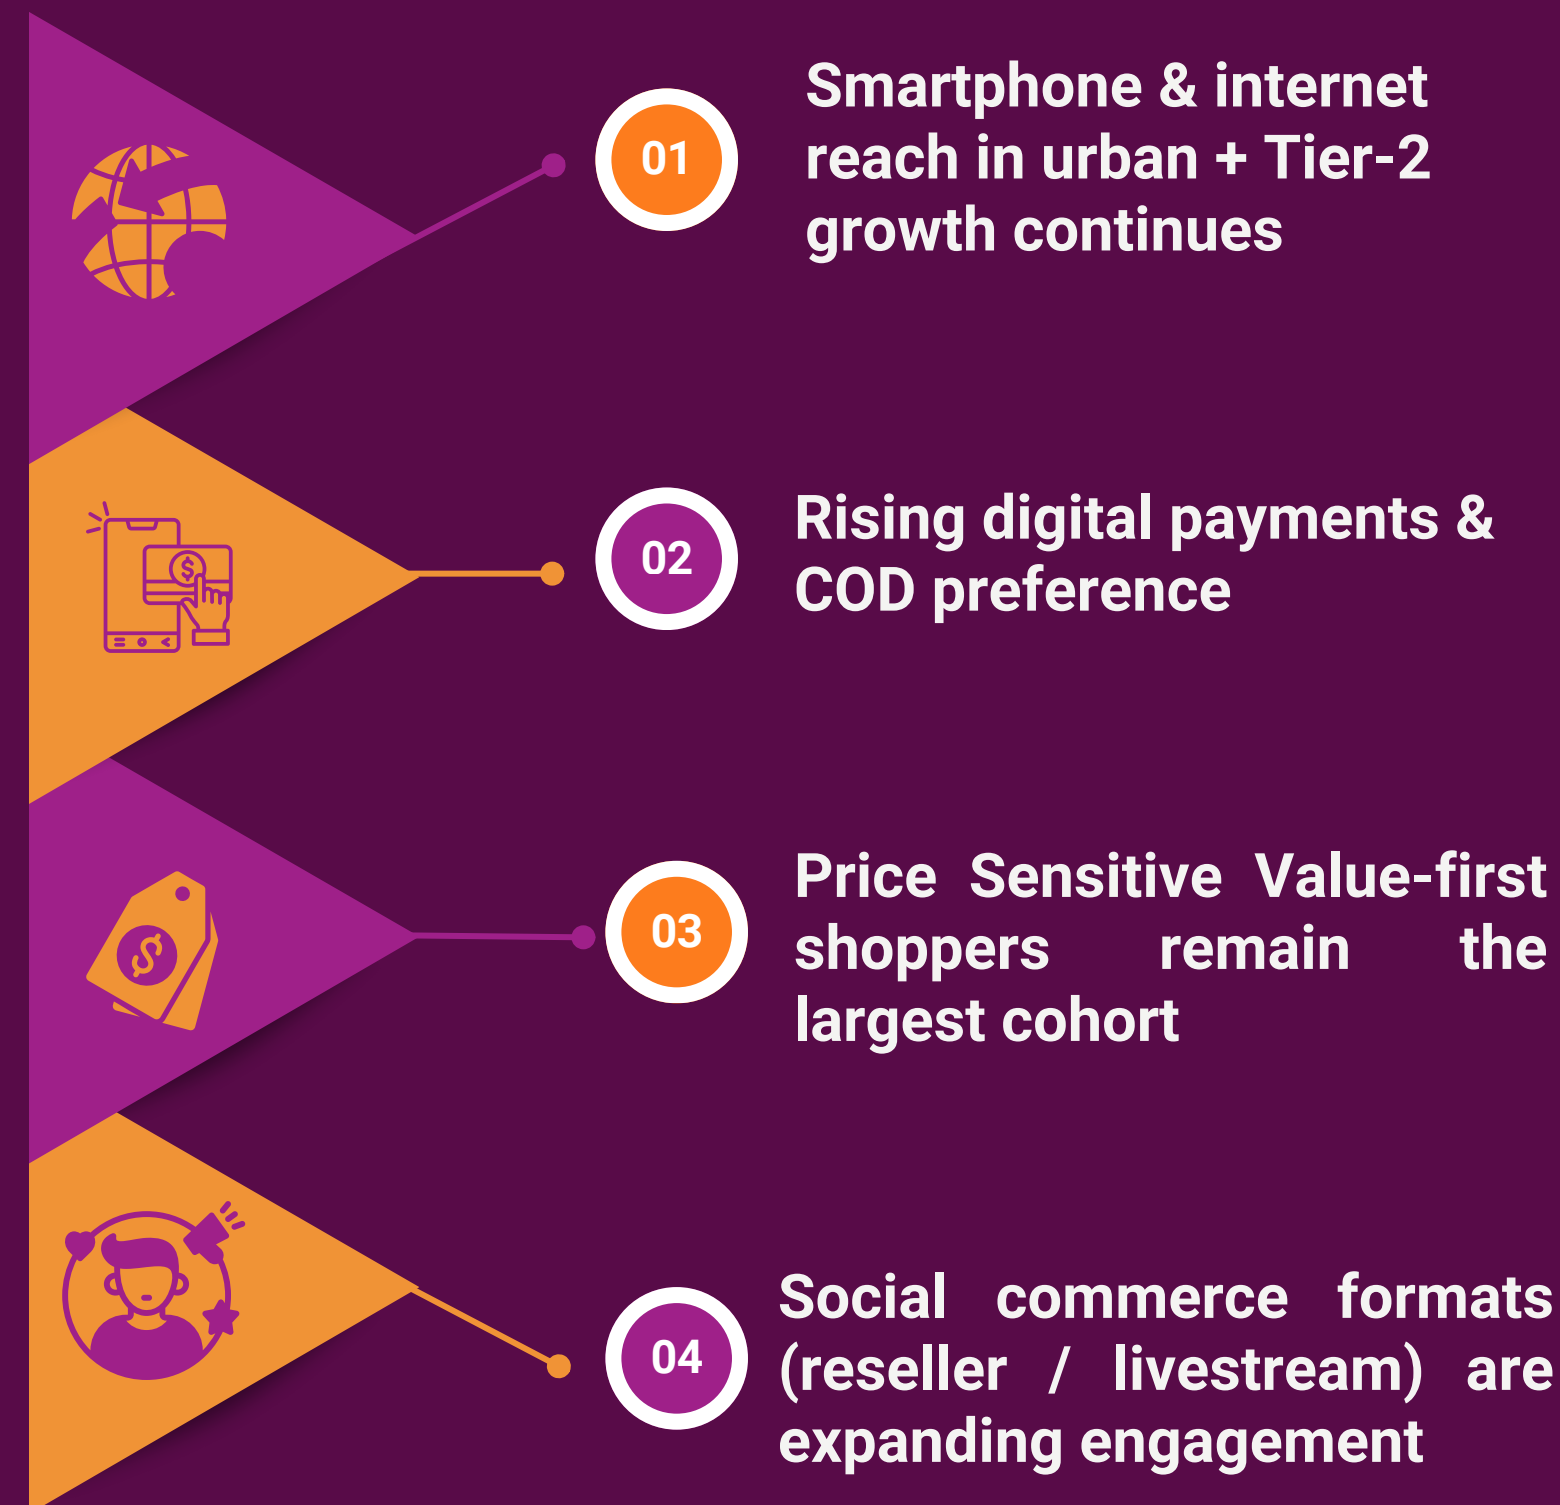 01
Smartphone & internet
reach in urban + Tier-2
growth continues
02
Rising digital payments &
COD preference
03
Price Sensitive Value-first
shoppers remain the
largest cohort
04
Social commerce formats
(reseller / livestream) are
expanding engagement